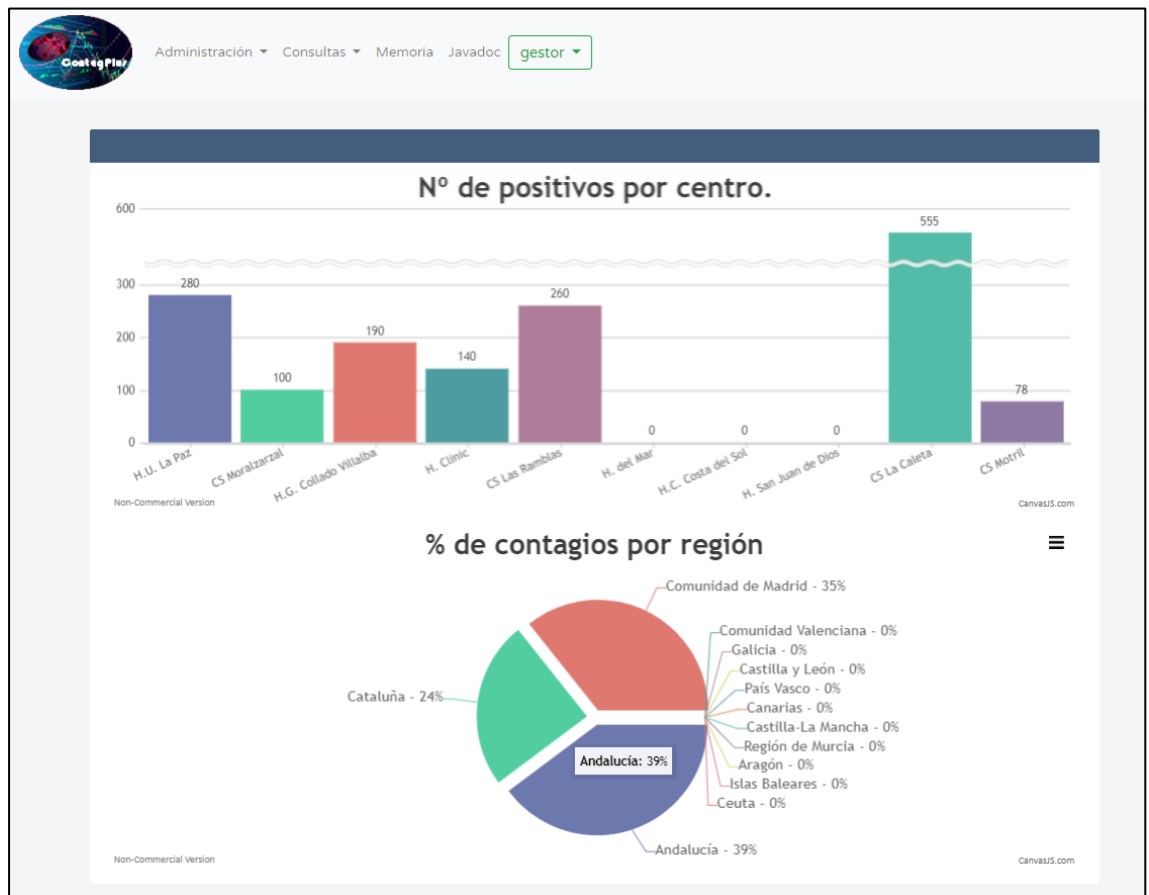 ContagPlus
Administración Consultas Memoria Javadoc gestor
Nº de positivos por centro.
600
555
300
280
260
200
190
140
100
100
78
0
0
0
0
H.U. La Paz
CS Moralzarzal
H.G. Collado Villalba
H. Clinic
CS Las Ramblas
H. del Mar
H.C. Costa del Sol
H. San Juan de Dios
CS La Caleta
CS Motril
Non-Commercial Version
CanvasJS.com
% de contagios por región
Comunidad de Madrid - 35%
Comunidad Valenciana - 0%
Galicia - 0%
Castilla y León - 0%
País Vasco - 0%
Cataluña - 24%
Canarias - 0%
Castilla-La Mancha - 0%
Región de Murcia - 0%
Andalucía: 39%
Aragón - 0%
Islas Baleares - 0%
Ceuta - 0%
Andalucía - 39%
Non-Commercial Version
CanvasJS.com